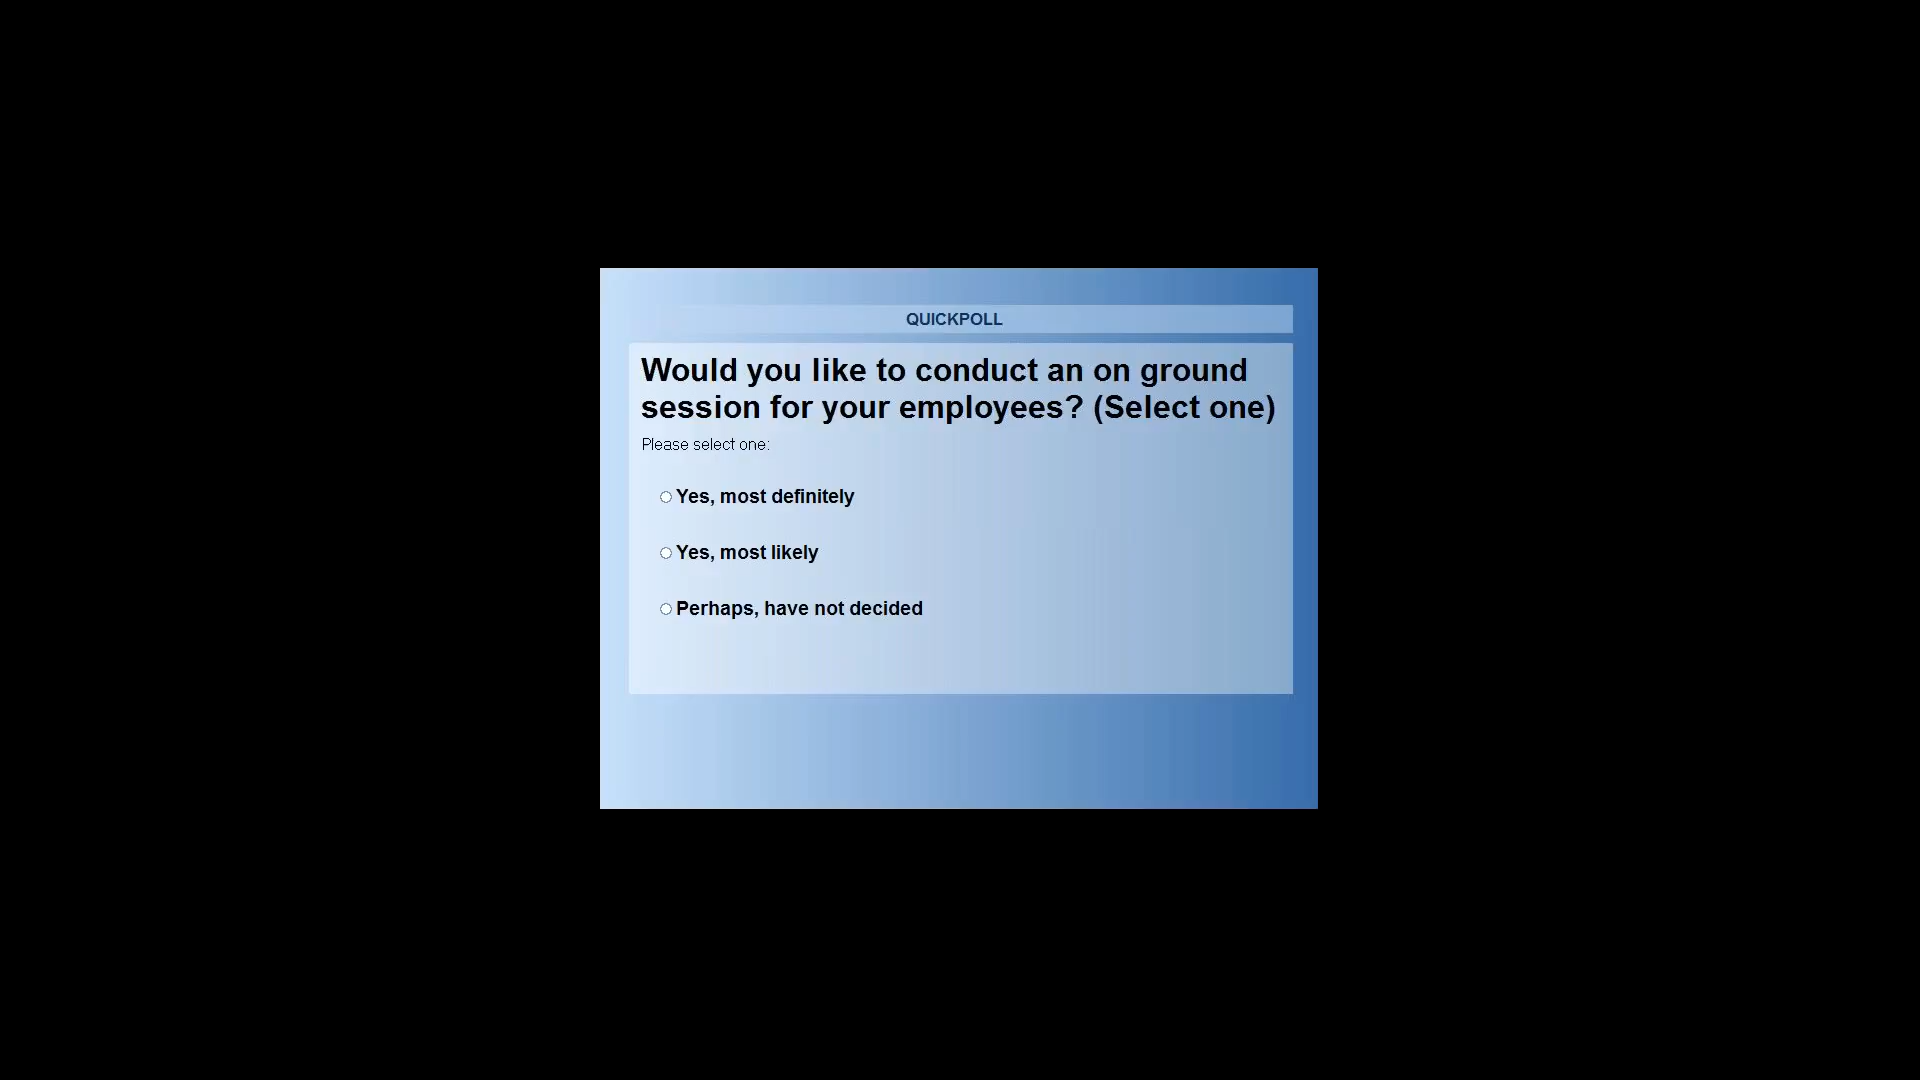 QUICKPOLL
Would you like to conduct an on ground
session for your employees? (Select one)
Please select one:
Yes, most definitely
Yes, most likely
Perhaps, have not decided